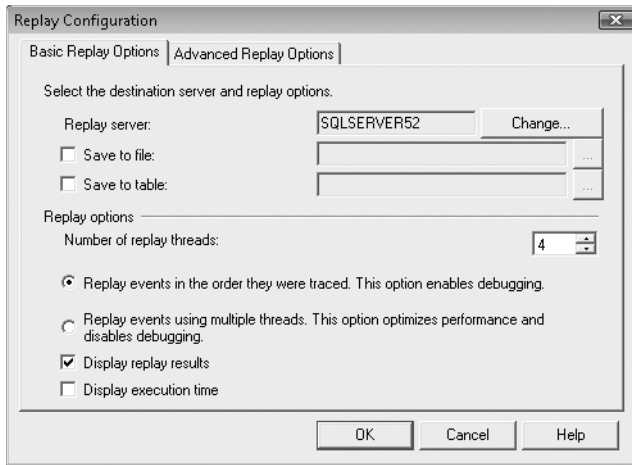 Replay Configuration
Basic Replay Options
Advanced Replay Options
Select the destination server and replay options.
Replay server:
SQLSERVER52
Change...
Save to file:
...
Save to table:
...
Replay options
Number of replay threads:
4
Replay events in the order they were traced. This option enables debugging.
Replay events using multiple threads. This option optimizes performance and
disables debugging.
Display replay results
Display execution time
OK
Cancel
Help